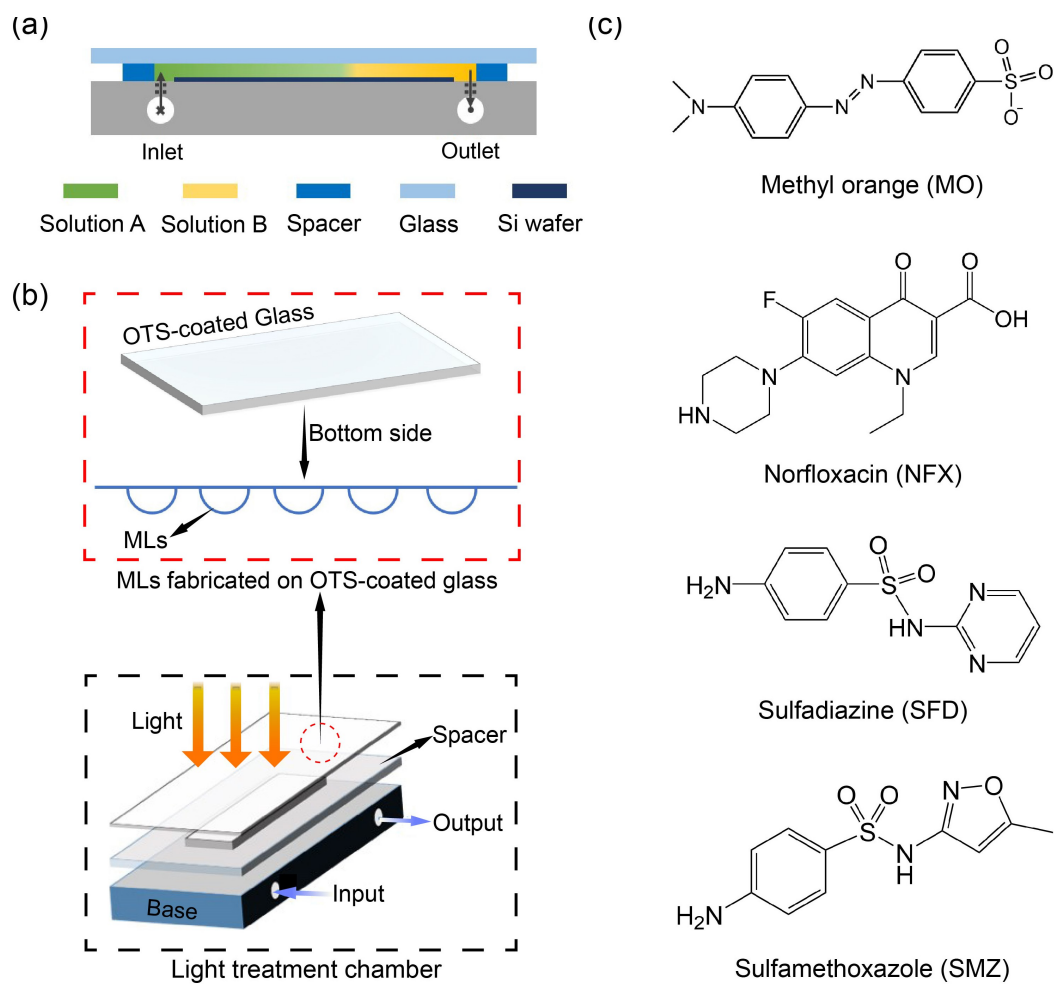 (a)
Inlet
Outlet
Solution A
Solution B
Spacer
Glass
Si wafer
(b)
OTS-coated Glass
Bottom side
MLs
MLs fabricated on OTS-coated glass
Light
Spacer
Output
Input
Base
Light treatment chamber
(c)
N
N
N
S
O
O
O-
Methyl orange (MO)
O
O
F
OH
N
N
HN
Norfloxacin (NFX)
O
O
S
H2N
N
HN
N
Sulfadiazine (SFD)
O
O
N
O
S
N
H
H2N
Sulfamethoxazole (SMZ)